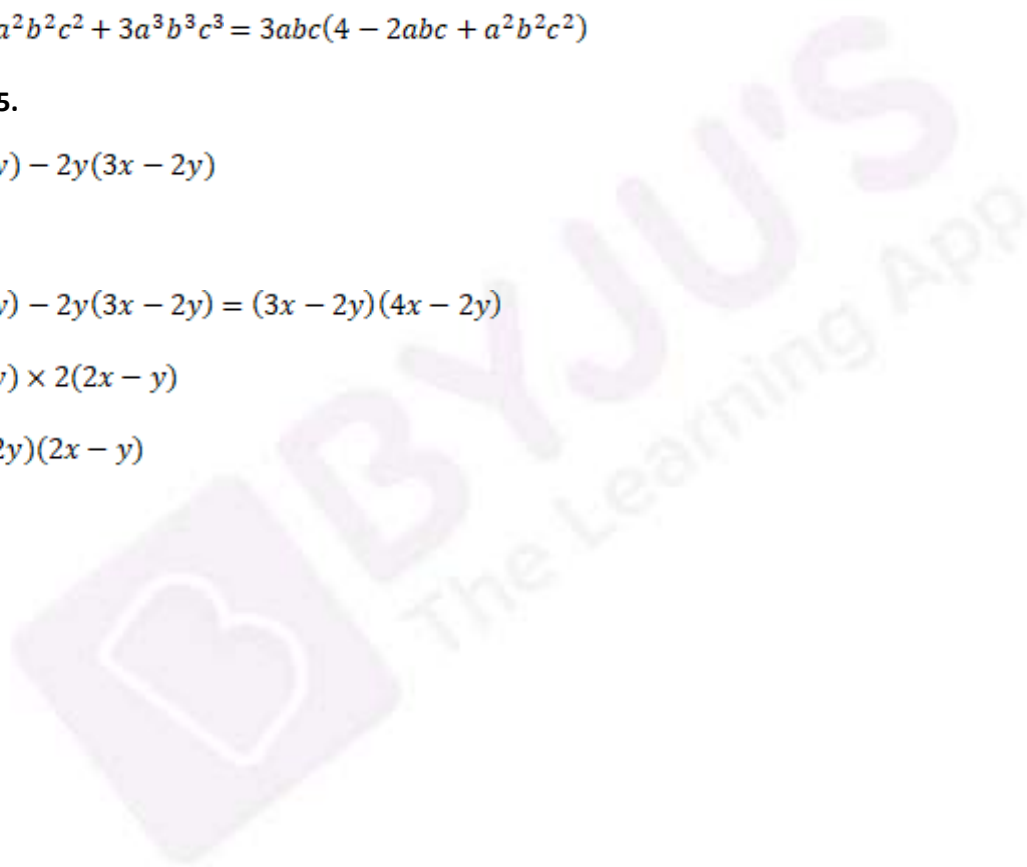 a²b²c² + 3a³b³c³ = 3abc(4 − 2abc + a²b²c²)
5.
y) − 2y(3x − 2y)
y) − 2y(3x − 2y) = (3x − 2y)(4x − 2y)
y) × 2(2x − y)
2y)(2x − y)
BYJU'S
The Learning App